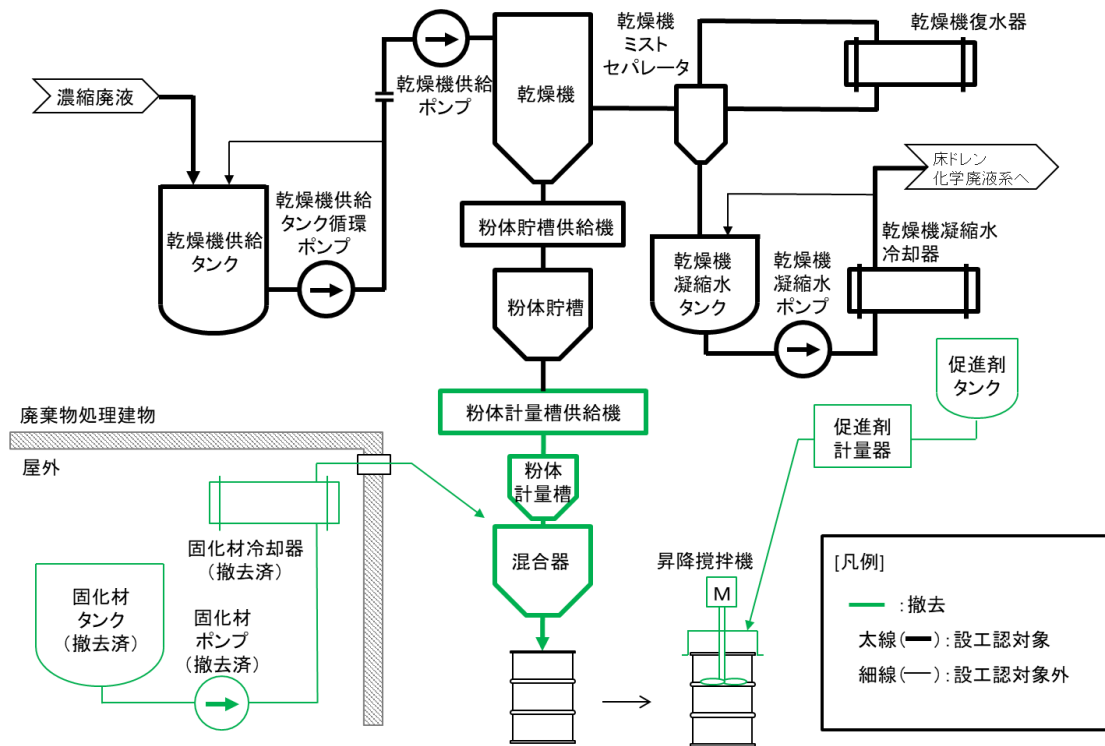 濃縮廃液
乾燥機供給
タンク
乾燥機供給
タンク循環
ポンプ
乾燥機供給
ポンプ
乾燥機
乾燥機
ミスト
セパレータ
乾燥機復水器
床ドレン
化学廃液系へ
粉体貯槽供給機
粉体貯槽
乾燥機
凝縮水
タンク
乾燥機
凝縮水
ポンプ
乾燥機凝縮水
冷却器
促進剤
タンク
促進剤
計量器
粉体計量槽供給機
粉体
計量槽
混合器
廃棄物処理建物
屋外
固化材冷却器
(撤去済)
固化材
タンク
(撤去済)
固化材
ポンプ
(撤去済)
昇降撹拌機
M
[凡例]
:撤去
太線(━):設工認対象
細線(―):設工認対象外